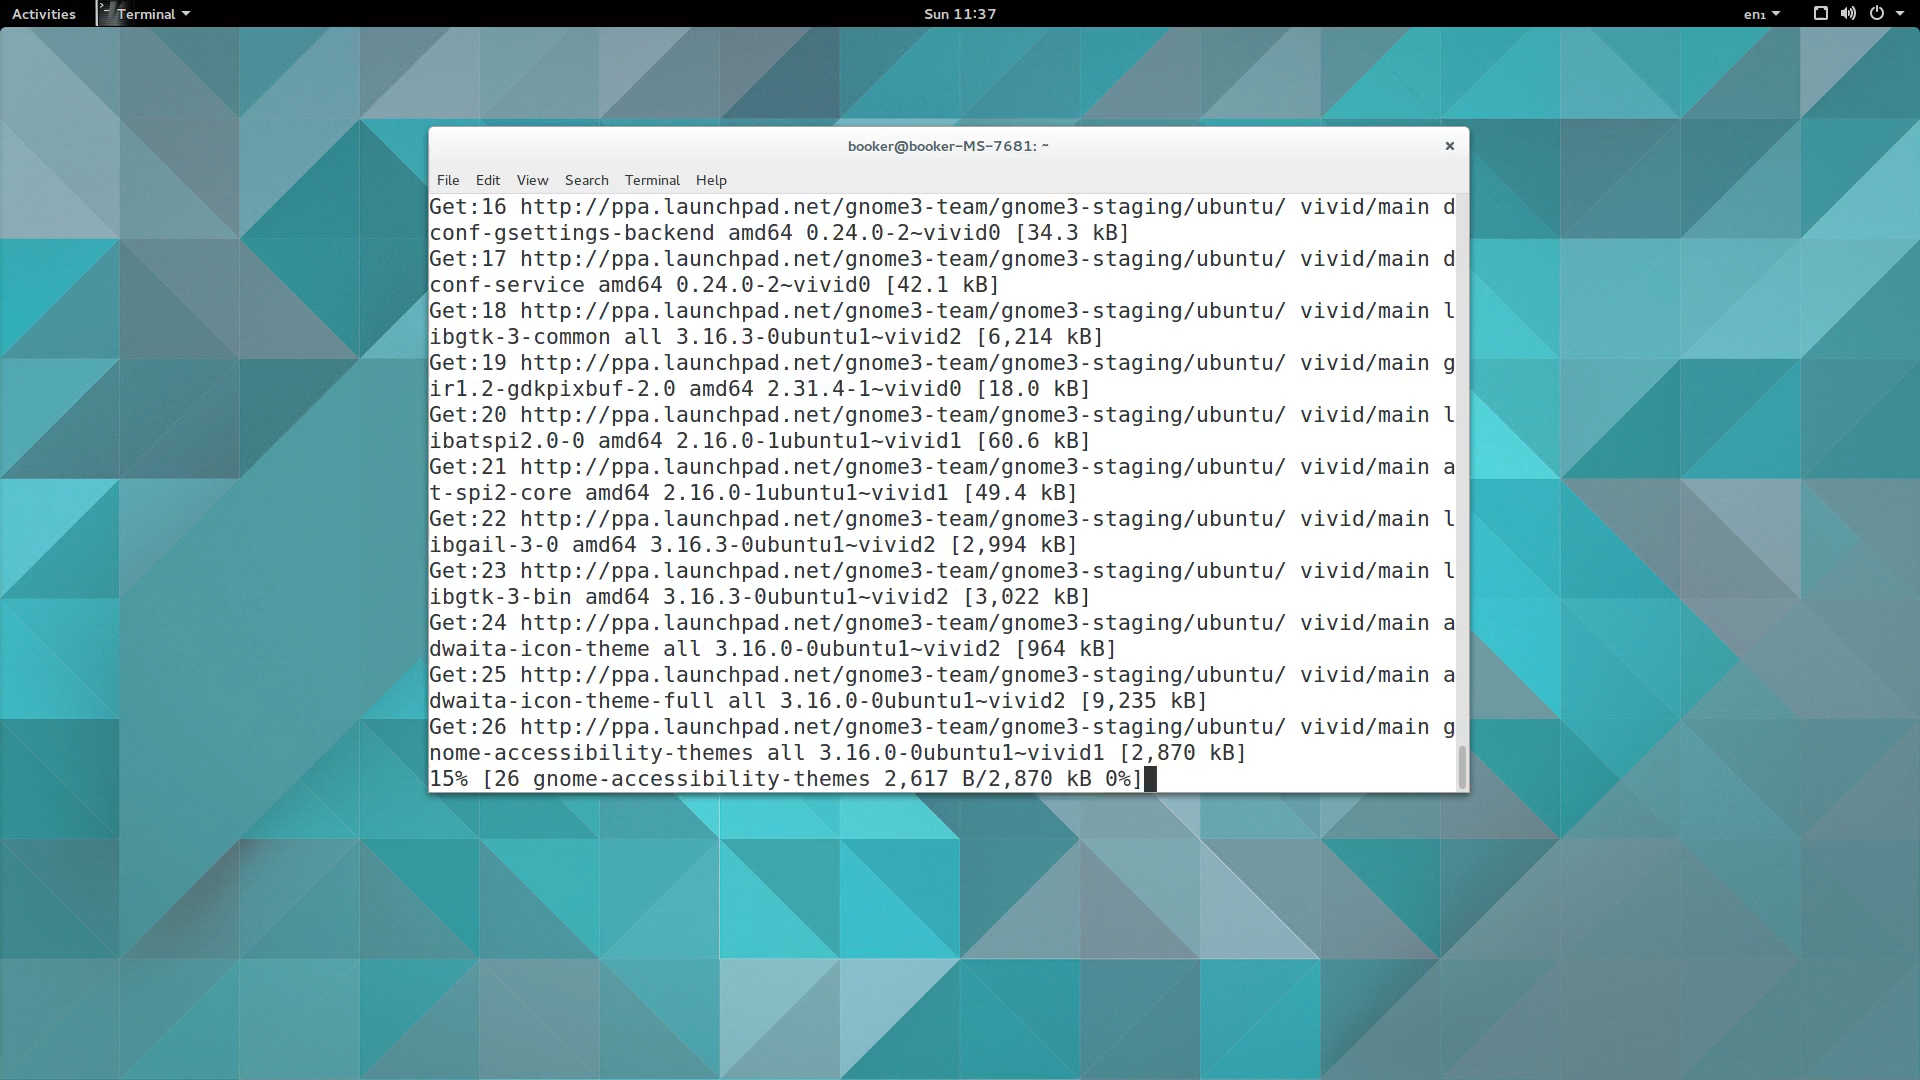 Activities Terminal Sun 11:37 en₁
booker@booker-MS-7681: ~
File Edit View Search Terminal Help
Get:16 http://ppa.launchpad.net/gnome3-team/gnome3-staging/ubuntu/ vivid/main d
conf-gsettings-backend amd64 0.24.0-2~vivid0 [34.3 kB]
Get:17 http://ppa.launchpad.net/gnome3-team/gnome3-staging/ubuntu/ vivid/main d
conf-service amd64 0.24.0-2~vivid0 [42.1 kB]
Get:18 http://ppa.launchpad.net/gnome3-team/gnome3-staging/ubuntu/ vivid/main l
ibgtk-3-common all 3.16.3-0ubuntu1~vivid2 [6,214 kB]
Get:19 http://ppa.launchpad.net/gnome3-team/gnome3-staging/ubuntu/ vivid/main g
ir1.2-gdkpixbuf-2.0 amd64 2.31.4-1~vivid0 [18.0 kB]
Get:20 http://ppa.launchpad.net/gnome3-team/gnome3-staging/ubuntu/ vivid/main l
ibatspi2.0-0 amd64 2.16.0-1ubuntu1~vivid1 [60.6 kB]
Get:21 http://ppa.launchpad.net/gnome3-team/gnome3-staging/ubuntu/ vivid/main a
t-spi2-core amd64 2.16.0-1ubuntu1~vivid1 [49.4 kB]
Get:22 http://ppa.launchpad.net/gnome3-team/gnome3-staging/ubuntu/ vivid/main l
ibgail-3-0 amd64 3.16.3-0ubuntu1~vivid2 [2,994 kB]
Get:23 http://ppa.launchpad.net/gnome3-team/gnome3-staging/ubuntu/ vivid/main l
ibgtk-3-bin amd64 3.16.3-0ubuntu1~vivid2 [3,022 kB]
Get:24 http://ppa.launchpad.net/gnome3-team/gnome3-staging/ubuntu/ vivid/main a
dwaita-icon-theme all 3.16.0-0ubuntu1~vivid2 [964 kB]
Get:25 http://ppa.launchpad.net/gnome3-team/gnome3-staging/ubuntu/ vivid/main a
dwaita-icon-theme-full all 3.16.0-0ubuntu1~vivid2 [9,235 kB]
Get:26 http://ppa.launchpad.net/gnome3-team/gnome3-staging/ubuntu/ vivid/main g
nome-accessibility-themes all 3.16.0-0ubuntu1~vivid1 [2,870 kB]
15% [26 gnome-accessibility-themes 2,617 B/2,870 kB 0%]